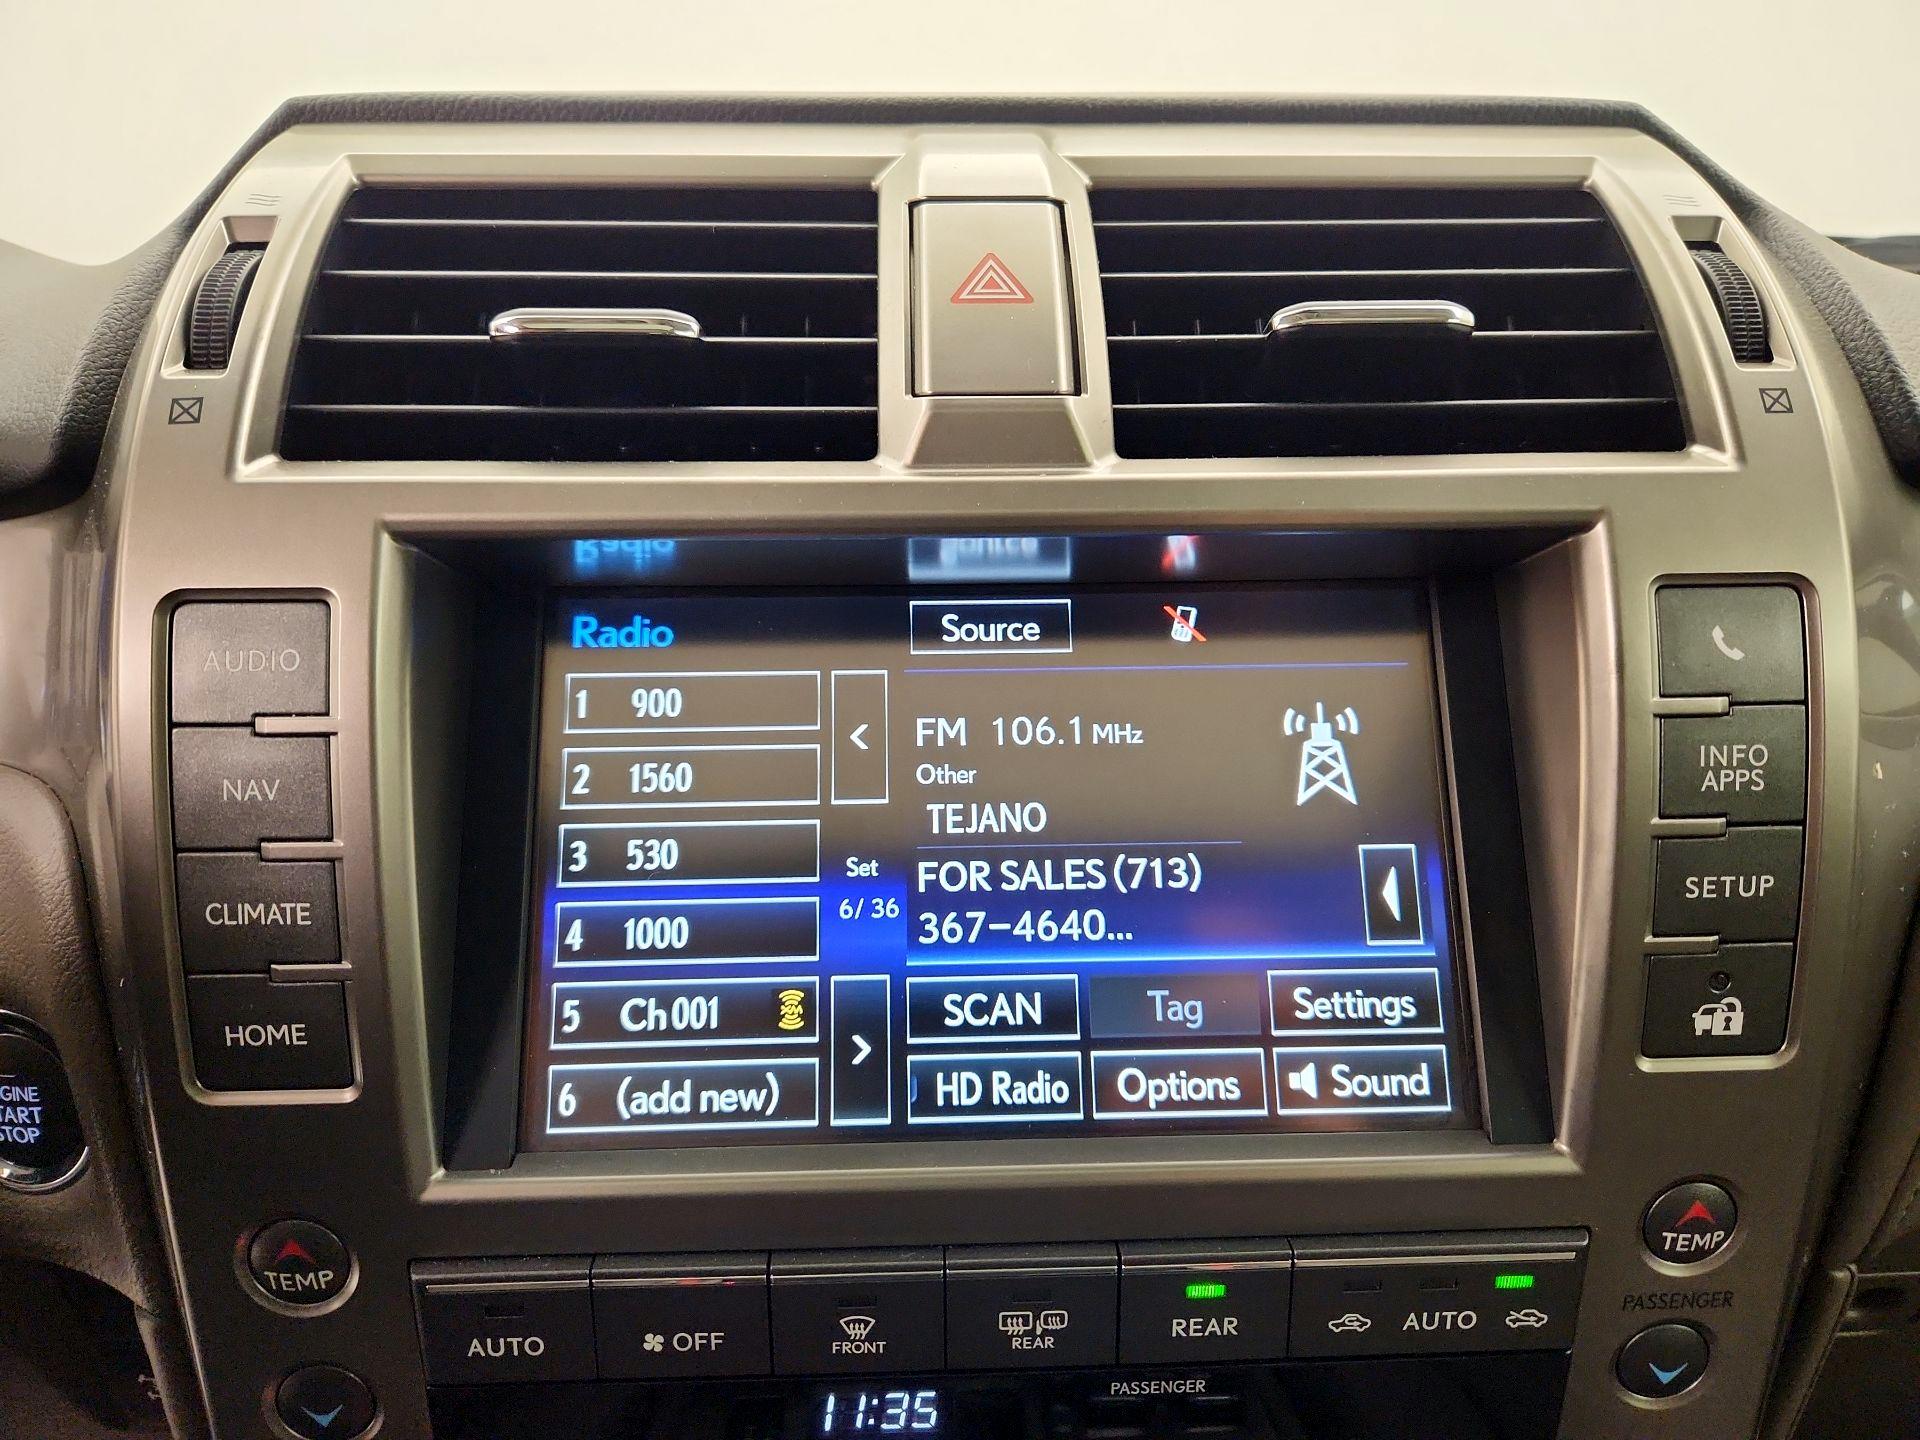 Radio
Source
1 900
2 1560
3 530
4 1000
5 Ch 001
6 (add new)
<
Set
6/ 36
>
FM 106.1 MHz
Other
TEJANO
FOR SALES (713)
367-4640...
SCAN
Tag
Settings
HD Radio
Options
Sound
AUDIO
NAV
CLIMATE
HOME
INFO
APPS
SETUP
TART
STOP
TEMP
TEMP
PASSENGER
AUTO
OFF
FRONT
REAR
REAR
AUTO
PASSENGER
11:35